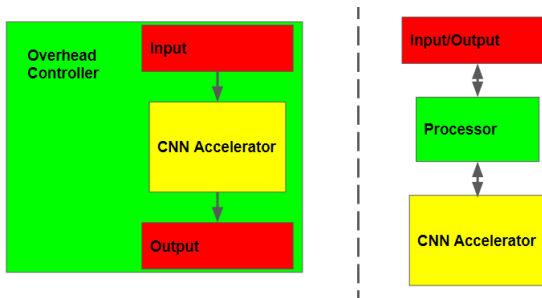 Overhead
Controller
Input
CNN Accelerator
Output
Input/Output
Processor
CNN Accelerator